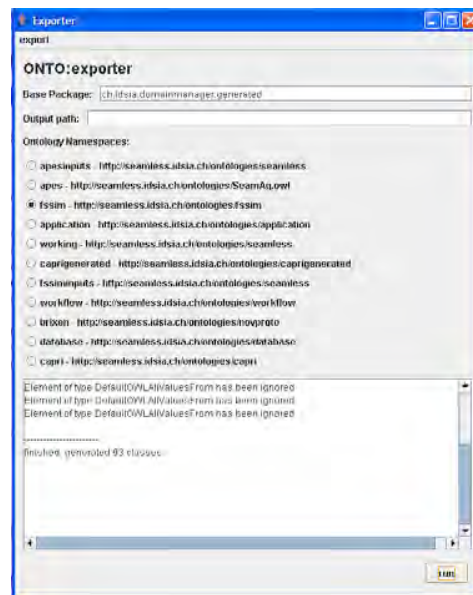 Exporter
export
ONTO:exporter
Base Package: ch.idsia.domainmanager.generated
Output path:
Ontology Namespaces:
apesinputs - http://seamless.idsia.ch/ontologies/seamless
apes - http://seamless.idsia.ch/ontologies/SeamAg.owl
fssim - http://seamless.idsia.ch/ontologies/fssim
application - http://seamless.idsia.ch/ontologies/application
working - http://seamless.idsia.ch/ontologies/seamless
caprigenerated - http://seamless.idsia.ch/ontologies/caprigenerated
fssiminputs - http://seamless.idsia.ch/ontologies/seamless
workflow - http://seamless.idsia.ch/ontologies/workflow
brixen - http://seamless.idsia.ch/ontologies/novproto
database - http://seamless.idsia.ch/ontologies/database
capri - http://seamless.idsia.ch/ontologies/capri
Element of type DefaultOWLAllValuesFrom has been ignored
Element of type DefaultOWLAllValuesFrom has been ignored
Element of type DefaultOWLAllValuesFrom has been ignored
----------------------
finished, generated 93 classes.
run